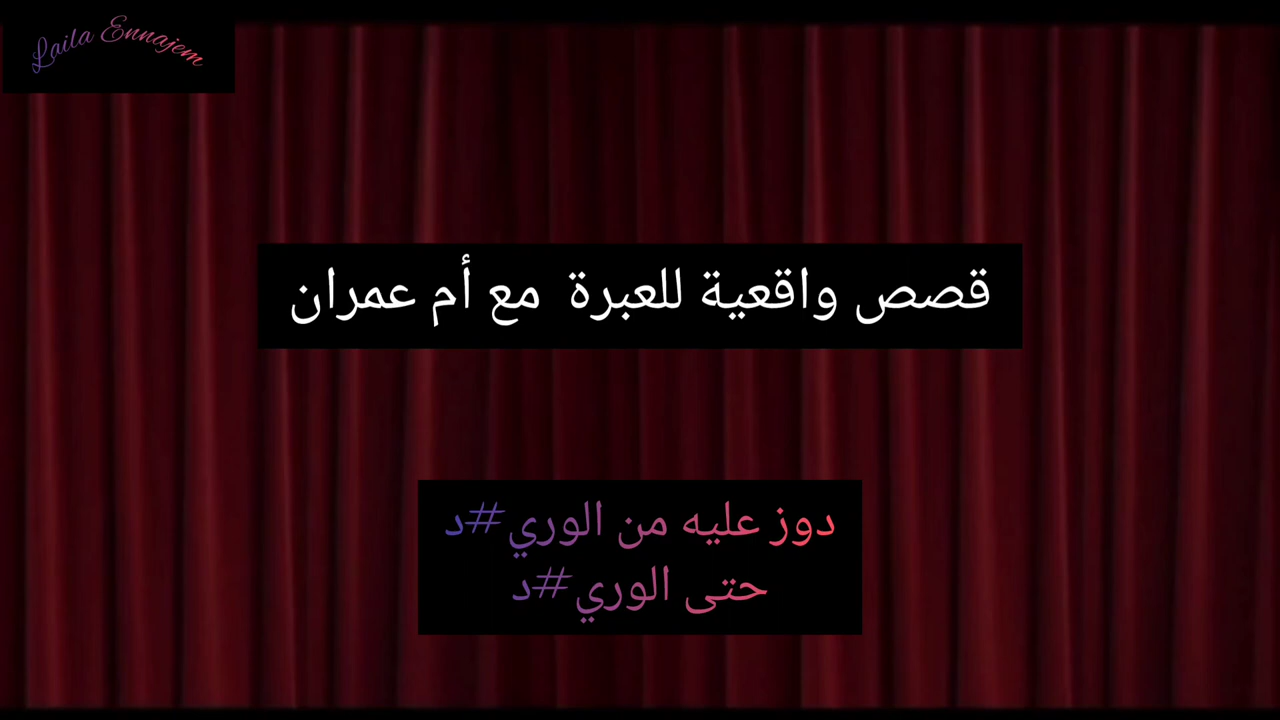 Laila Ennajem
قصص واقعية للعبرة مع أم عمران
دوز عليه من الوري#د
حتى الوري#د